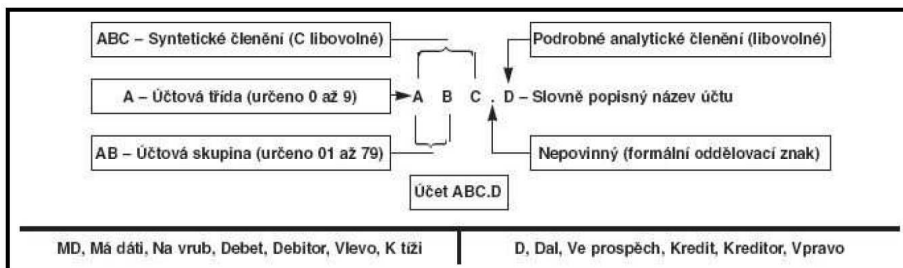 ABC – Syntetické členění (C libovolné)
Podrobné analytické členění (libovolné)
A – Účtová třída (určeno 0 až 9)
A B C . D – Slovně popisný název účtu
AB – Účtová skupina (určeno 01 až 79)
Nepovinný (formální oddělovací znak)
Účet ABC.D
MD, Má dáti, Na vrub, Debet, Debitor, Vlevo, K tíži
D, Dal, Ve prospěch, Kredit, Kreditor, Vpravo